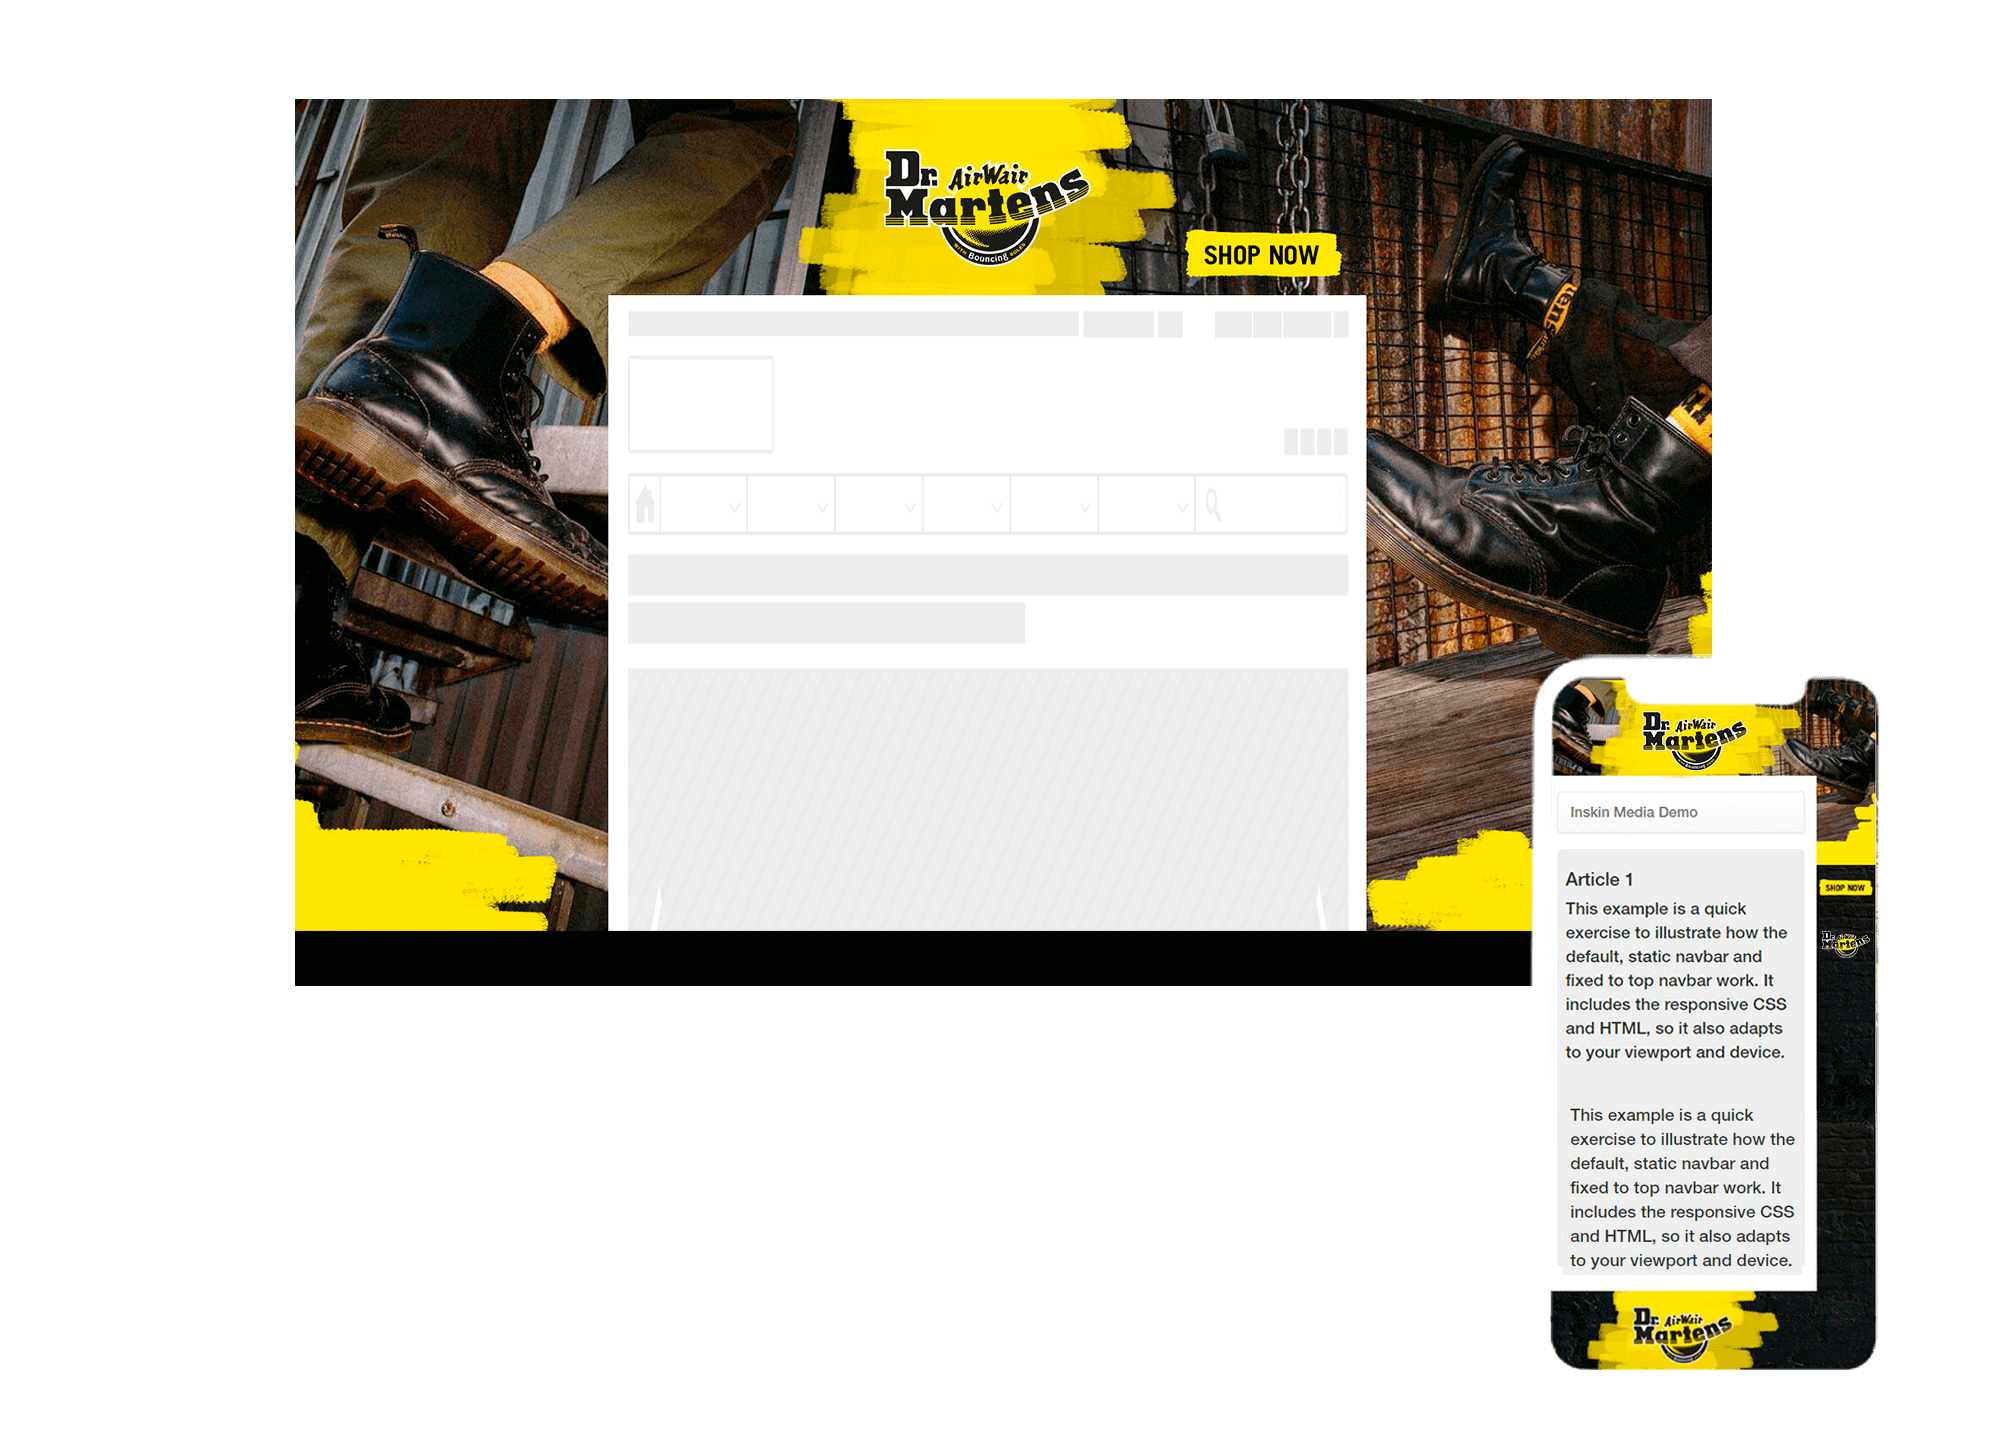 Dr. AirWair
Martens
WITH Bouncing SOLES
SHOP NOW
Dr. AirWair
Martens
Bouncing
Inskin Media Demo
Article 1
This example is a quick
exercise to illustrate how the
default, static navbar and
fixed to top navbar work. It
includes the responsive CSS
and HTML, so it also adapts
to your viewport and device.
SHOP NOW
Dr. AirWair
Martens
This example is a quick
exercise to illustrate how the
default, static navbar and
fixed to top navbar work. It
includes the responsive CSS
and HTML, so it also adapts
to your viewport and device.
Dr. AirWair
Martens
Bouncing